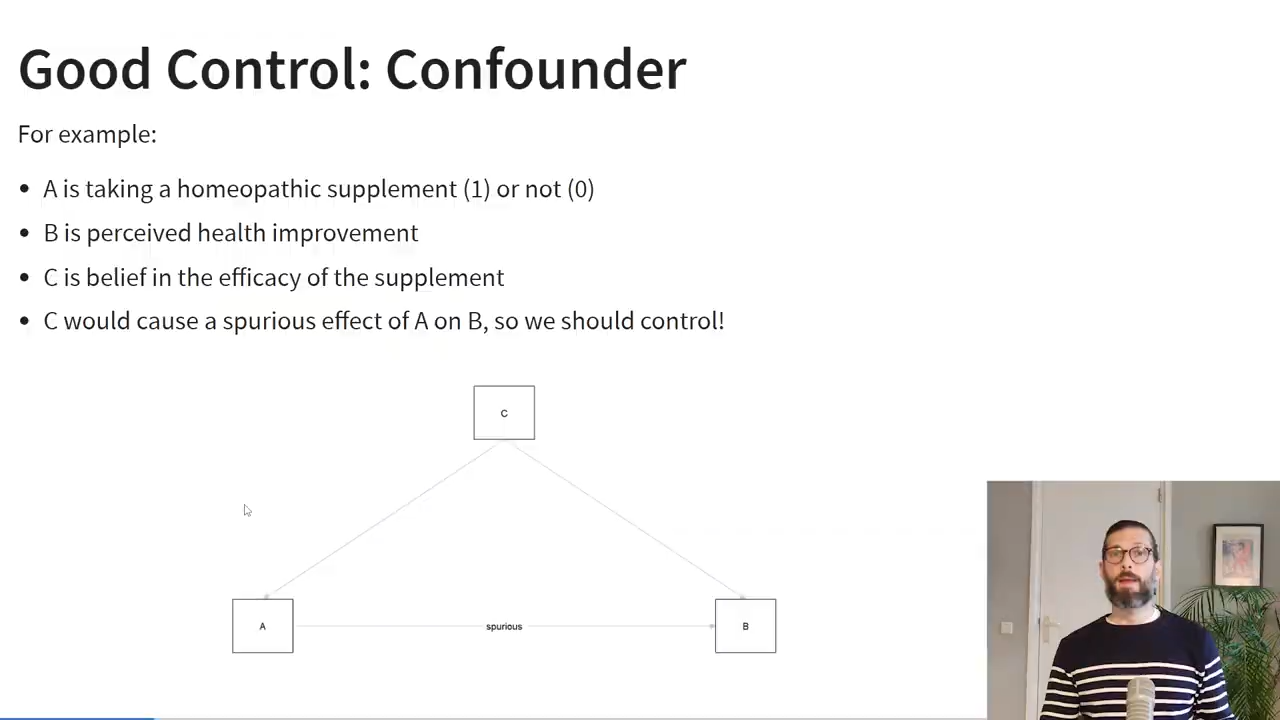 Good Control: Confounder
For example:
• A is taking a homeopathic supplement (1) or not (0)
• B is perceived health improvement
• C is belief in the efficacy of the supplement
• C would cause a spurious effect of A on B, so we should control!
C
A
spurious
B